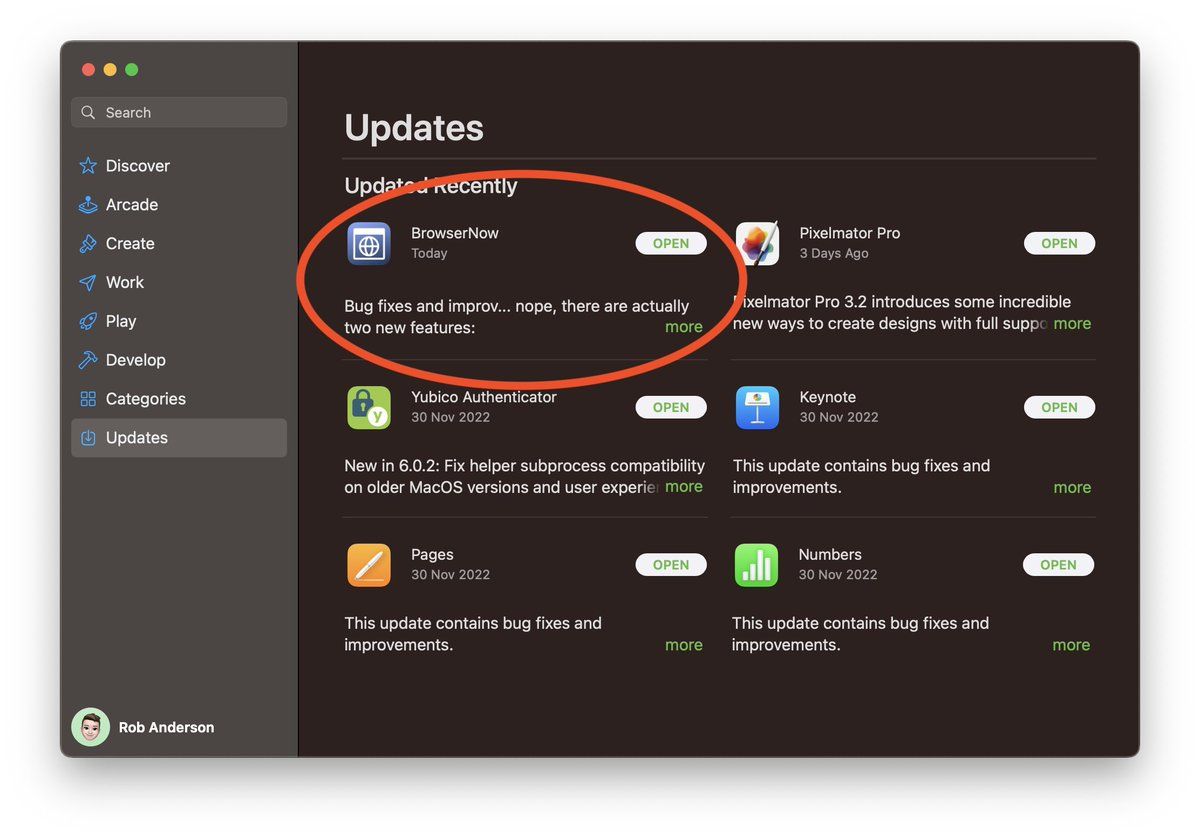 Search
Discover
Arcade
Create
Work
Play
Develop
Categories
Updates
Rob Anderson
Updates
Updated Recently
BrowserNow
Today
OPEN
Bug fixes and improv... nope, there are actually
two new features:
more
Pixelmator Pro
3 Days Ago
OPEN
Pixelmator Pro 3.2 introduces some incredible
new ways to create designs with full suppo
more
Yubico Authenticator
30 Nov 2022
OPEN
New in 6.0.2: Fix helper subprocess compatibility
on older MacOS versions and user experie
more
Keynote
30 Nov 2022
OPEN
This update contains bug fixes and
improvements.
more
Pages
30 Nov 2022
OPEN
This update contains bug fixes and
improvements.
more
Numbers
30 Nov 2022
OPEN
This update contains bug fixes and
improvements.
more